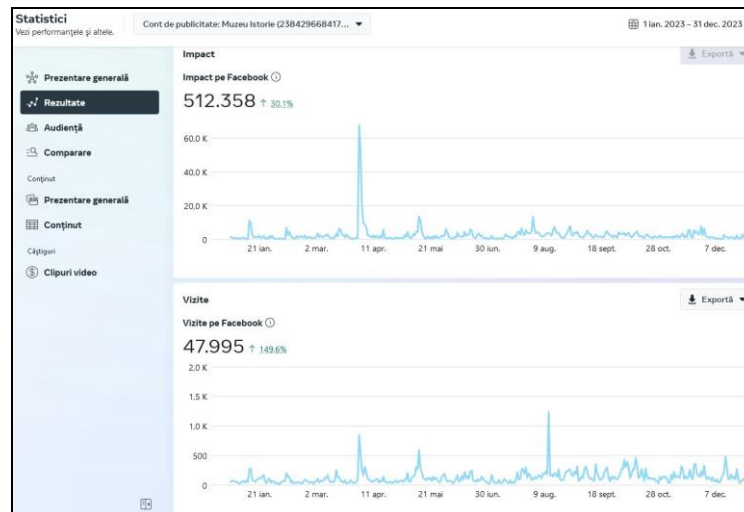 Statistici
Vezi performanțele și altele.
Cont de publicitate: Muzeu Istorie (238429668417...
1 ian. 2023 – 31 dec. 2023
Prezentare generală
Rezultate
Audiență
Comparare
Conținut
Prezentare generală
Conținut
Câștiguri
Clipuri video
Impact
Exportă
Impact pe Facebook
512.358 ↑ 30,1%
60.0 K
40.0 K
20.0 K
0
21 ian. 2 mar. 11 apr. 21 mai 30 iun. 9 aug. 18 sept. 28 oct. 7 dec.
Vizite
Exportă
Vizite pe Facebook
47.995 ↑ 149,6%
2.0 K
1.5 K
1.0 K
500
0
21 ian. 2 mar. 11 apr. 21 mai 30 iun. 9 aug. 18 sept. 28 oct. 7 dec.